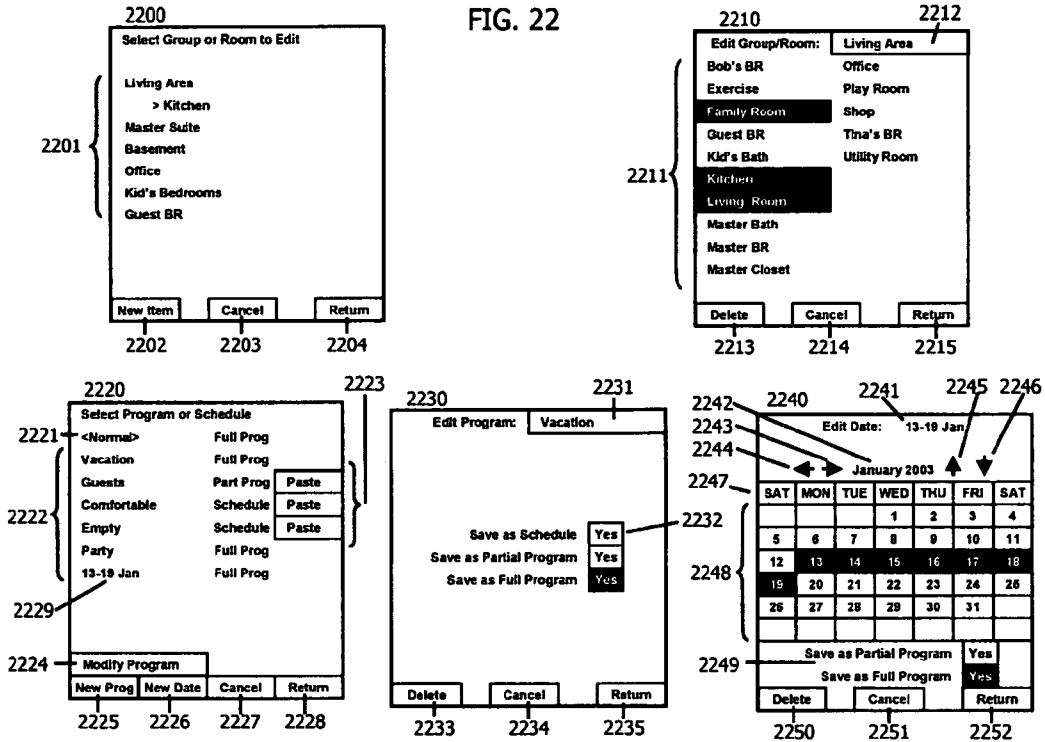 FIG. 22
2200
Select Group or Room to Edit
Living Area
> Kitchen
Master Suite
Basement
Office
Kid's Bedrooms
Guest BR
2201
New Item
Cancel
Return
2202
2203
2204
2210
2212
Edit Group/Room:
Living Area
Bob's BR
Office
Exercise
Play Room
Family Room
Shop
Guest BR
Tina's BR
Kid's Bath
Utility Room
2211
Kitchen
Living Room
Master Bath
Master BR
Master Closet
Delete
Cancel
Return
2213
2214
2215
2220
2223
Select Program or Schedule
2221
<Normal> Full Prog
Vacation Full Prog
Guests Part Prog Paste
Comfortable Schedule Paste
2222
Empty Schedule Paste
Party Full Prog
13-19 Jan Full Prog
2229
2224
Modify Program
New Prog
New Date
Cancel
Return
2225
2226
2227
2228
2230
2231
Edit Program:
Vacation
Save as Schedule Yes
2232
Save as Partial Program Yes
Save as Full Program Yes
Delete
Cancel
Return
2233
2234
2235
2240
2241
2245
2246
2242
2243
2244
Edit Date: 13-19 Jan
January 2003
2247
SAT MON TUE WED THU FRI SAT
1 2 3 4
5 6 7 8 9 10 11
12 13 14 15 16 17 18
2248
19 20 21 22 23 24 25
26 27 28 29 30 31
2249
Save as Partial Program Yes
Save as Full Program Yes
Delete
Cancel
Return
2250
2251
2252